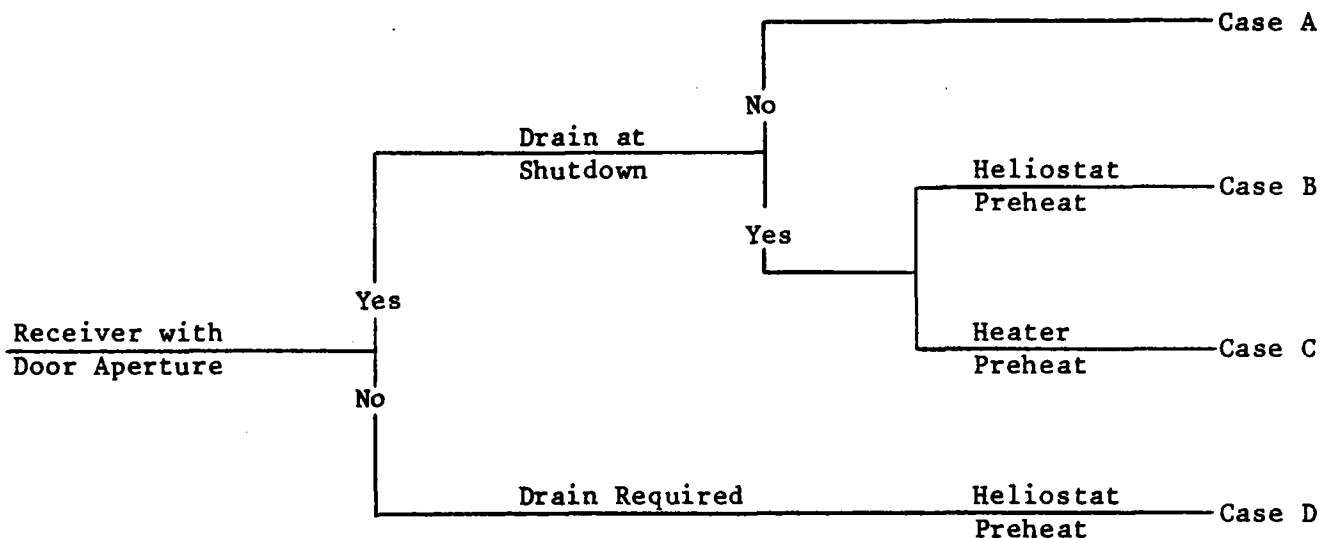 Case A
No
Drain at
Shutdown
Heliostat
Preheat
Case B
Yes
Yes
Receiver with
Door Aperture
Heater
Preheat
Case C
No
Drain Required
Heliostat
Preheat
Case D